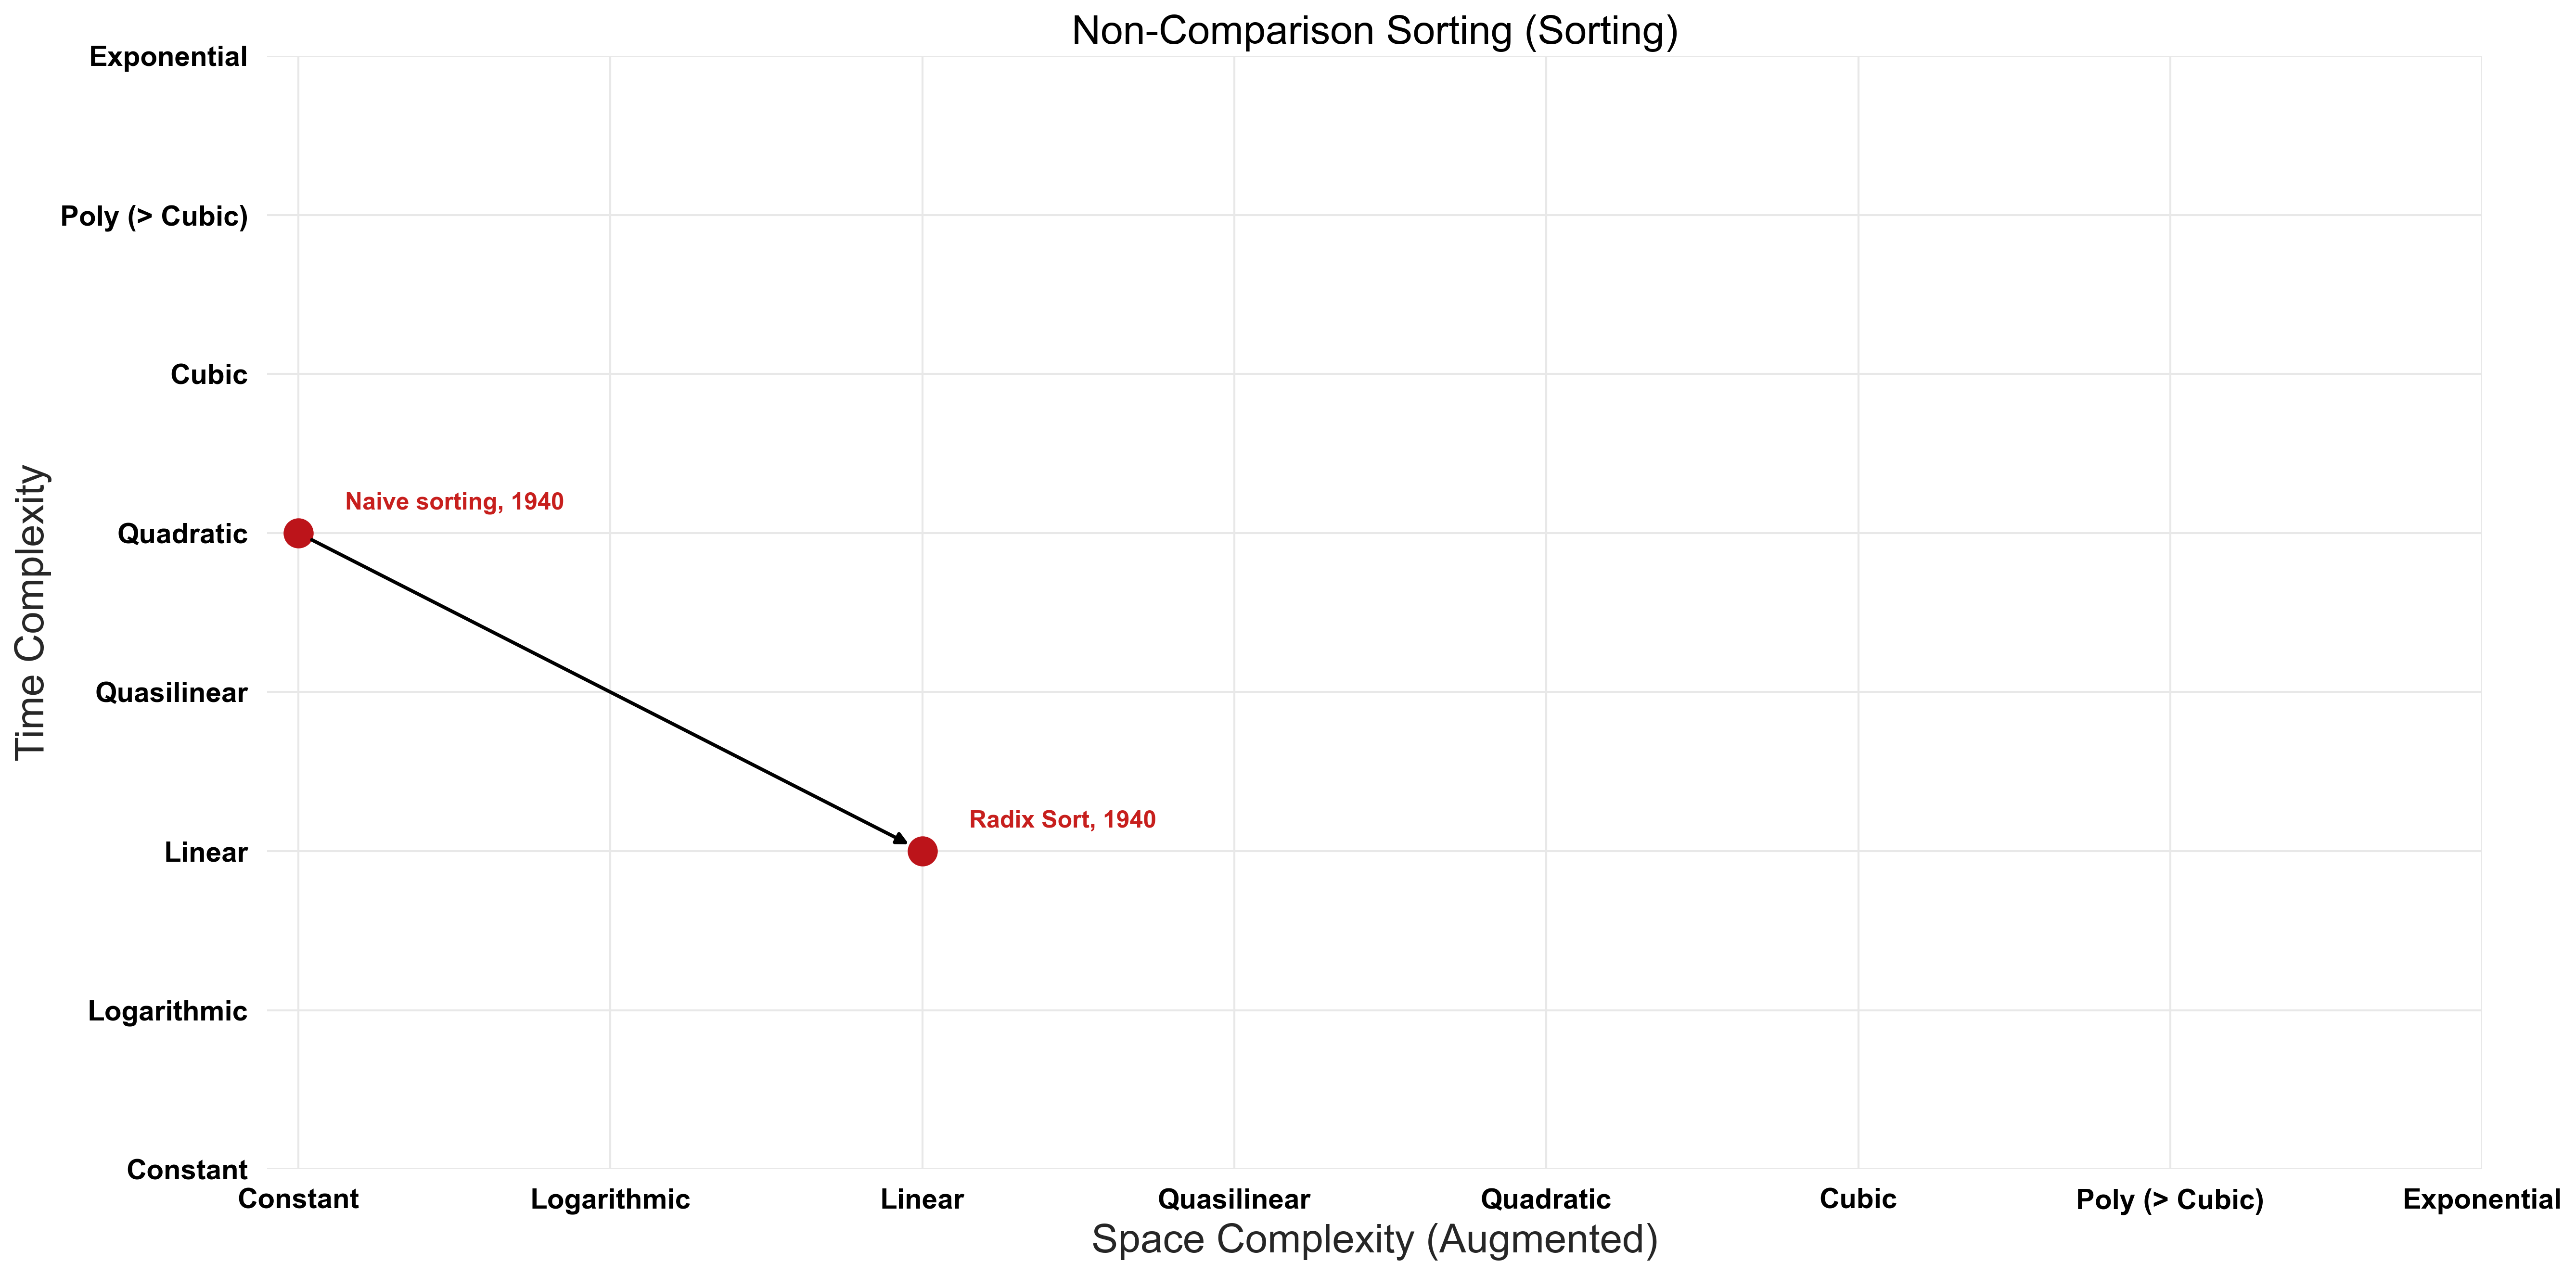 Non-Comparison Sorting (Sorting)
Exponential
Poly (> Cubic)
Cubic
Quadratic
Quasilinear
Linear
Logarithmic
Constant
Time Complexity
Naive sorting, 1940
Radix Sort, 1940
Constant Logarithmic Linear Quasilinear Quadratic Cubic Poly (> Cubic) Exponential
Space Complexity (Augmented)